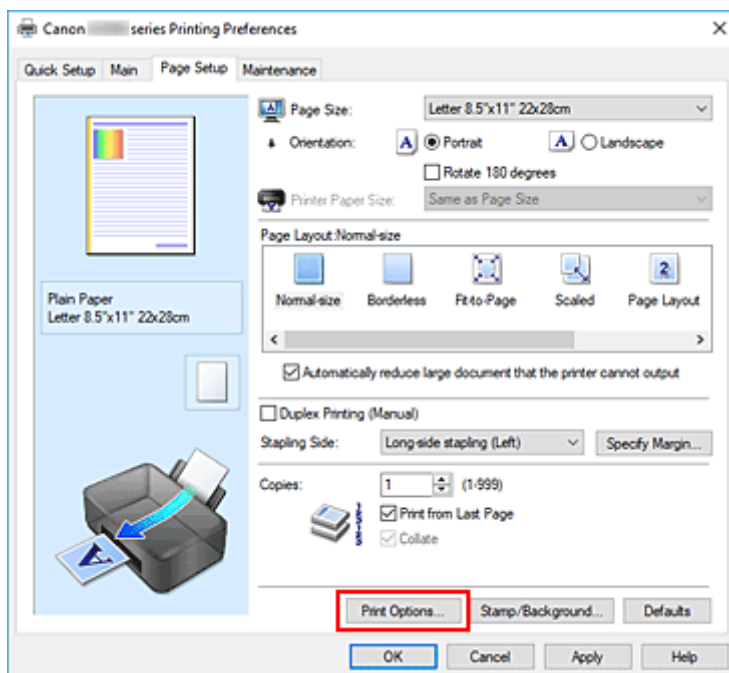 Canon series Printing Preferences
Quick Setup Main Page Setup Maintenance
Page Size: Letter 8.5"x11" 22x28cm
Orientation: A Portrait A Landscape
Rotate 180 degrees
Printer Paper Size: Same as Page Size
Page Layout:Normal-size
2
Normal-size Borderless Fit-to-Page Scaled Page Layout
Plain Paper
Letter 8.5"x11" 22x28cm
Automatically reduce large document that the printer cannot output
Duplex Printing (Manual)
Stapling Side: Long-side stapling (Left) Specify Margin...
Copies: 1 (1-999)
Print from Last Page
Collate
A
Print Options... Stamp/Background... Defaults
OK Cancel Apply Help